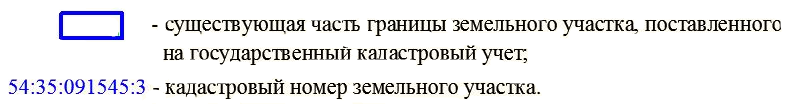 - существующая часть границы земельного участка, поставленного
на государственный кадастровый учет;
54:35:091545:3 - кадастровый номер земельного участка.